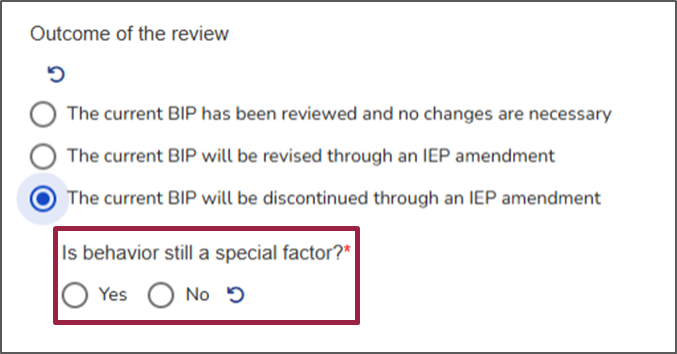 Outcome of the review
The current BIP has been reviewed and no changes are necessary
The current BIP will be revised through an IEP amendment
The current BIP will be discontinued through an IEP amendment
Is behavior still a special factor?*
Yes No